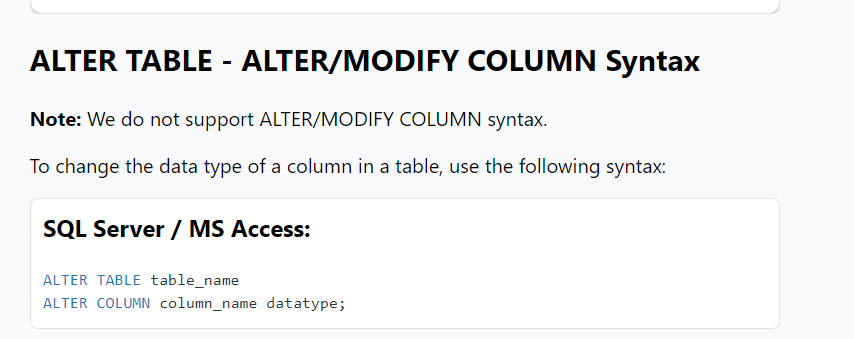 ALTER TABLE - ALTER/MODIFY COLUMN Syntax
Note: We do not support ALTER/MODIFY COLUMN syntax.
To change the data type of a column in a table, use the following syntax:
SQL Server / MS Access:
ALTER TABLE table_name
ALTER COLUMN column_name datatype;